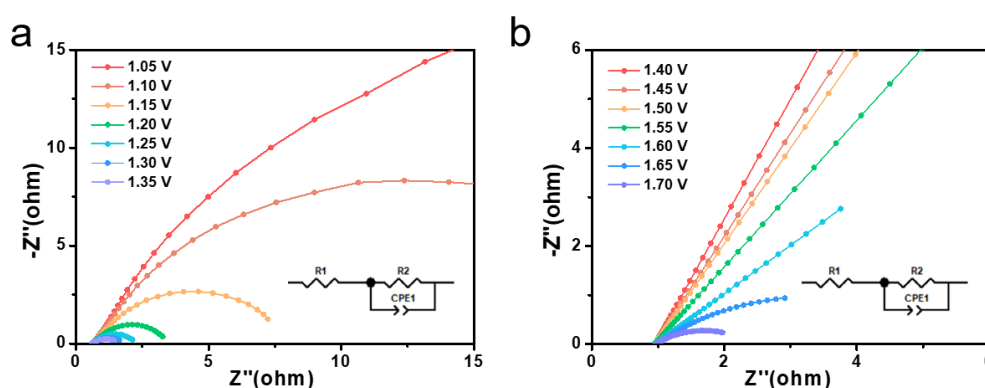 a
15
10
5
0
-Z''(ohm)
1.05 V
1.10 V
1.15 V
1.20 V
1.25 V
1.30 V
1.35 V
R1
R2
CPE1
0
5
10
15
Z''(ohm)
b
6
4
2
0
-Z''(ohm)
1.40 V
1.45 V
1.50 V
1.55 V
1.60 V
1.65 V
1.70 V
R1
R2
CPE1
0
2
4
Z''(ohm)